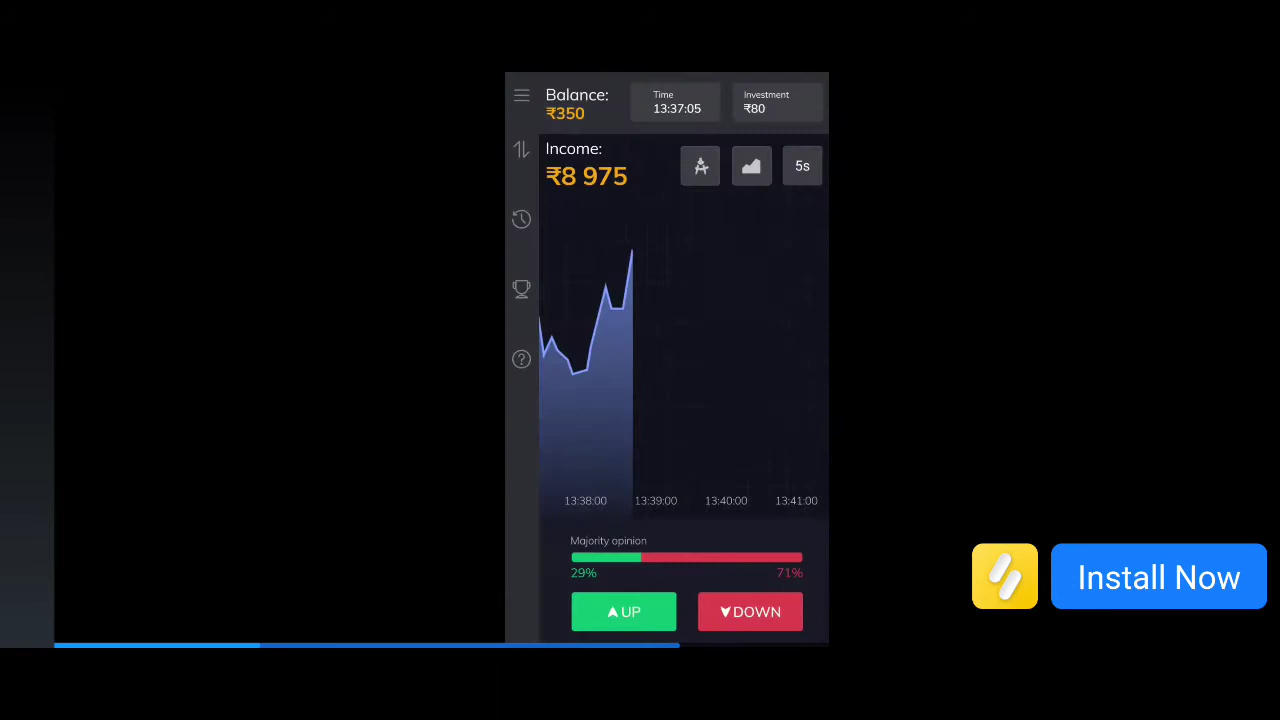 Balance:
₹350
Time
13:37:05
Investment
₹80
Income:
₹8 975
5s
13:38:00 13:39:00 13:40:00 13:41:00
Majority opinion
29% 71%
UP DOWN
Install Now